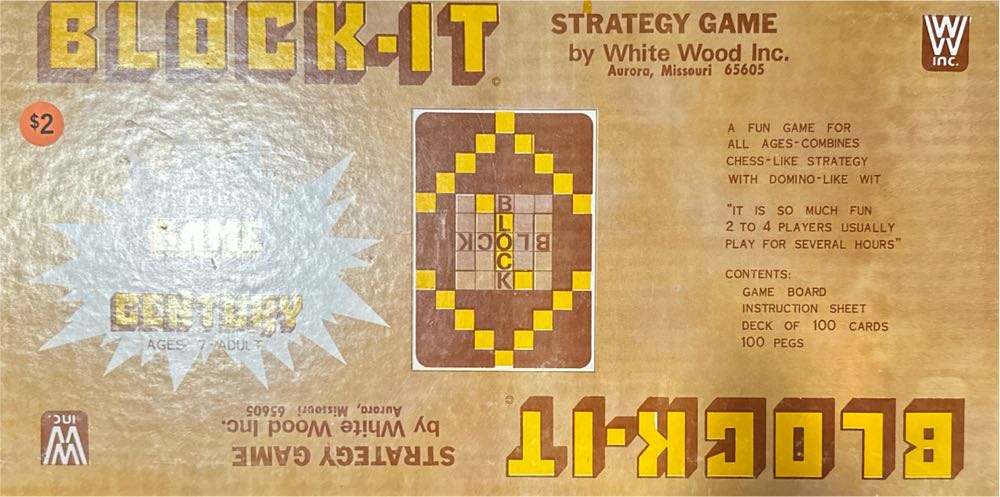 BLOCK-IT
©
STRATEGY GAME
by White Wood Inc.
Aurora, Missouri 65605
WW
INC.
$2
A FUN GAME FOR
ALL AGES-COMBINES
CHESS-LIKE STRATEGY
WITH DOMINO-LIKE WIT
"IT IS SO MUCH FUN
2 TO 4 PLAYERS USUALLY
PLAY FOR SEVERAL HOURS"
CONTENTS:
GAME BOARD
INSTRUCTION SHEET
DECK OF 100 CARDS
100 PEGS
GAME
CENTURY
AGES 7-ADULT
BLOCK
BLOCK
BLOCK-IT
©
STRATEGY GAME
by White Wood Inc.
Aurora, Missouri 65605
WW
INC.